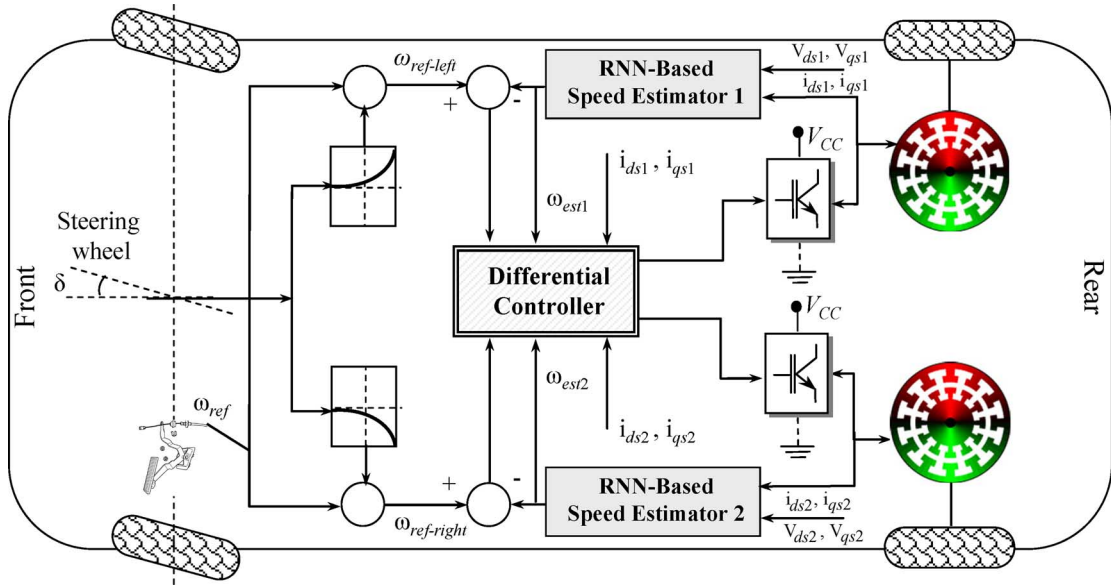 V_ds1, V_qs1
ω_ref-left
RNN-Based
Speed Estimator 1
i_ds1, i_qs1
+
-
V_CC
i_ds1 , i_qs1
ω_est1
Steering
wheel
δ
Differential
Controller
Front
Rear
V_CC
ω_est2
ω_ref
i_ds2 , i_qs2
+
-
RNN-Based
Speed Estimator 2
i_ds2, i_qs2
ω_ref-right
V_ds2, V_qs2